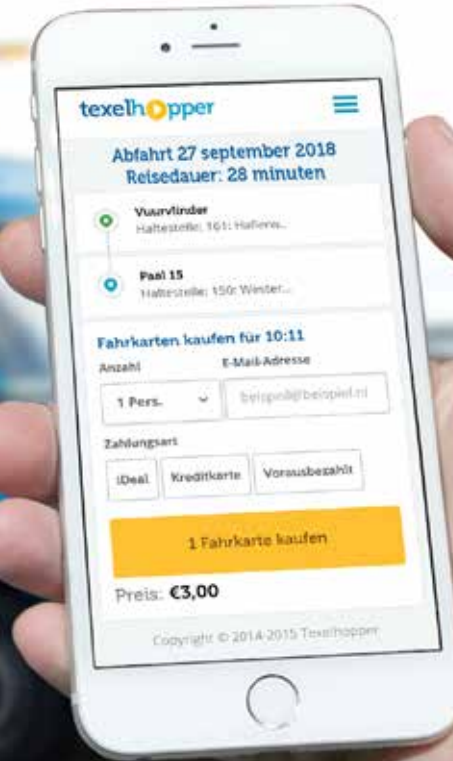 texelhopper
Abfahrt 27 september 2018
Reisedauer: 28 minuten
Vuurvlinder
Haltestelle: 161:
Paal 15
Haltestelle: 150: Wester...
Fahrkarten kaufen für 10:11
Anzahl E-Mail-Adresse
1 Pers. beispiel@beispiel.nl
Zahlungsart
iDeal Kreditkarte Vorausbezahlt
1 Fahrkarte kaufen
Preis: €3,00
Copyright © 2014-2015 Texelhopper